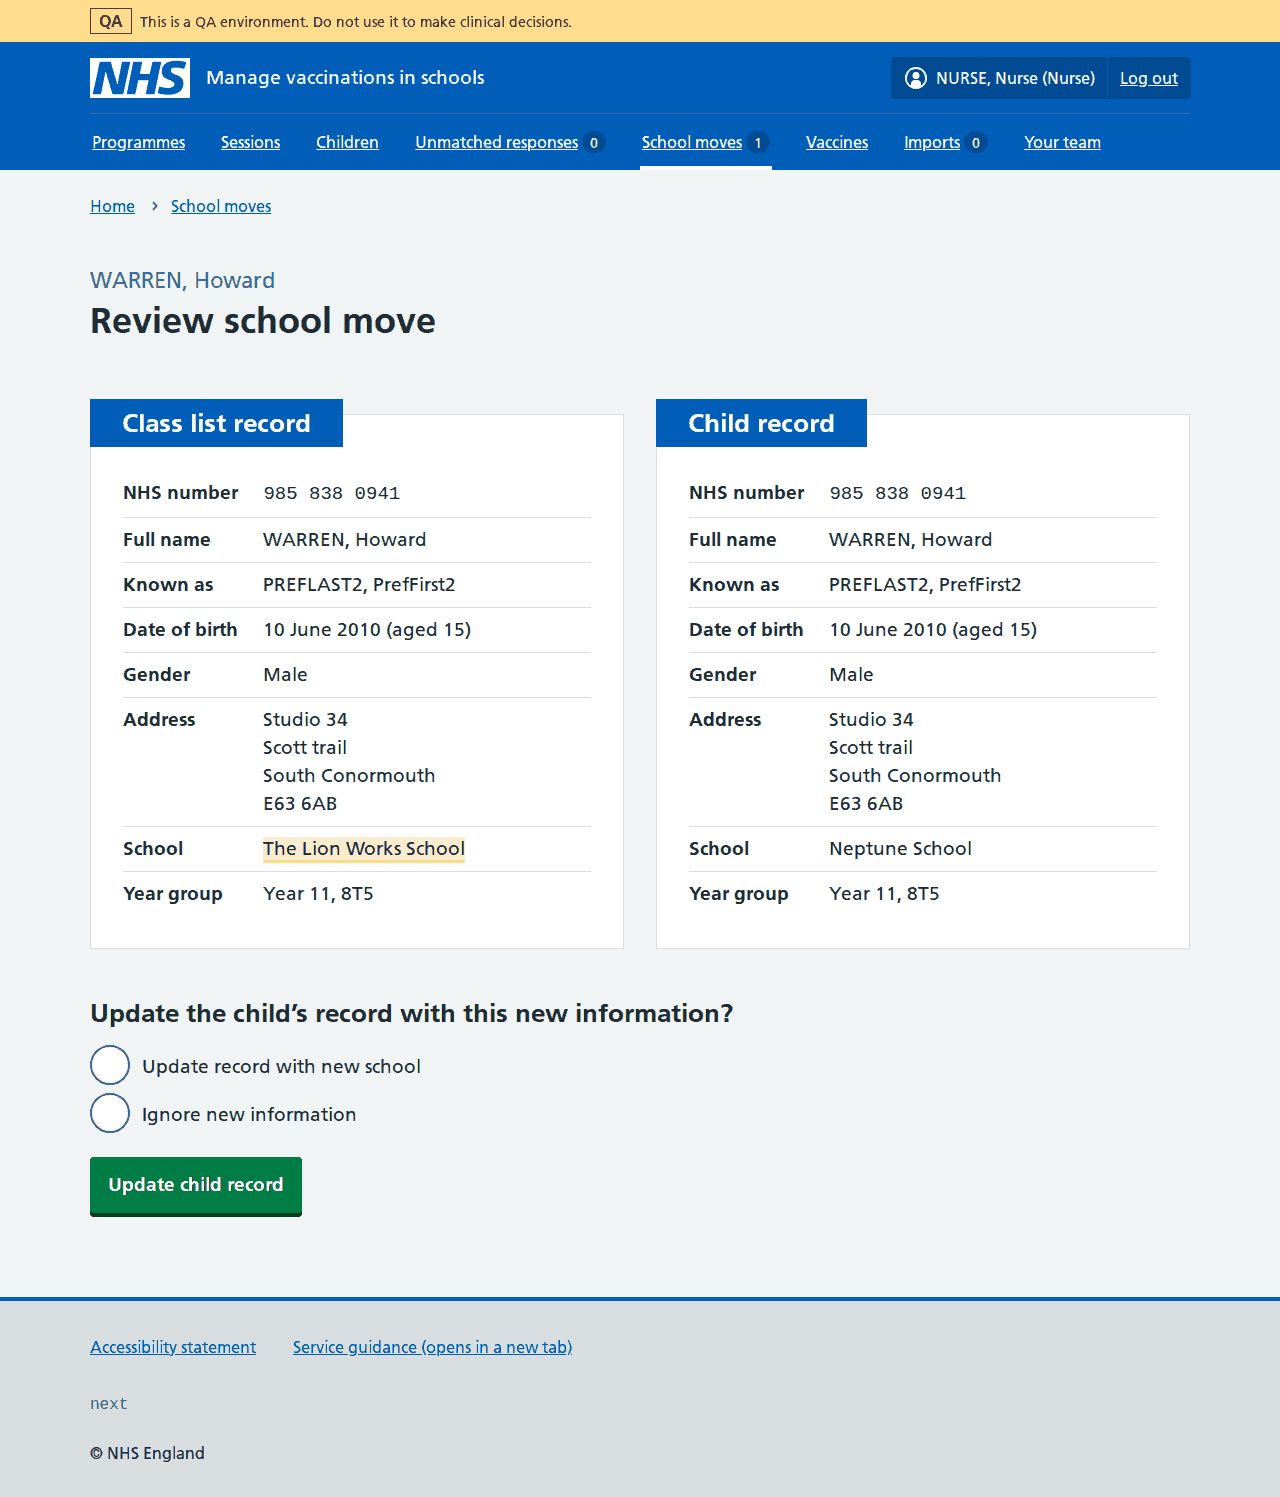 QA This is a QA environment. Do not use it to make clinical decisions.
NHS Manage vaccinations in schools
NURSE, Nurse (Nurse) Log out
Programmes Sessions Children Unmatched responses 0 School moves 1 Vaccines Imports 0 Your team
Home School moves
WARREN, Howard
Review school move
Class list record
NHS number 985 838 0941
Full name WARREN, Howard
Known as PREFLAST2, PrefFirst2
Date of birth 10 June 2010 (aged 15)
Gender Male
Address Studio 34
Scott trail
South Conormouth
E63 6AB
School The Lion Works School
Year group Year 11, 8T5
Child record
NHS number 985 838 0941
Full name WARREN, Howard
Known as PREFLAST2, PrefFirst2
Date of birth 10 June 2010 (aged 15)
Gender Male
Address Studio 34
Scott trail
South Conormouth
E63 6AB
School Neptune School
Year group Year 11, 8T5
Update the child’s record with this new information?
Update record with new school
Ignore new information
Update child record
Accessibility statement Service guidance (opens in a new tab)
next
© NHS England